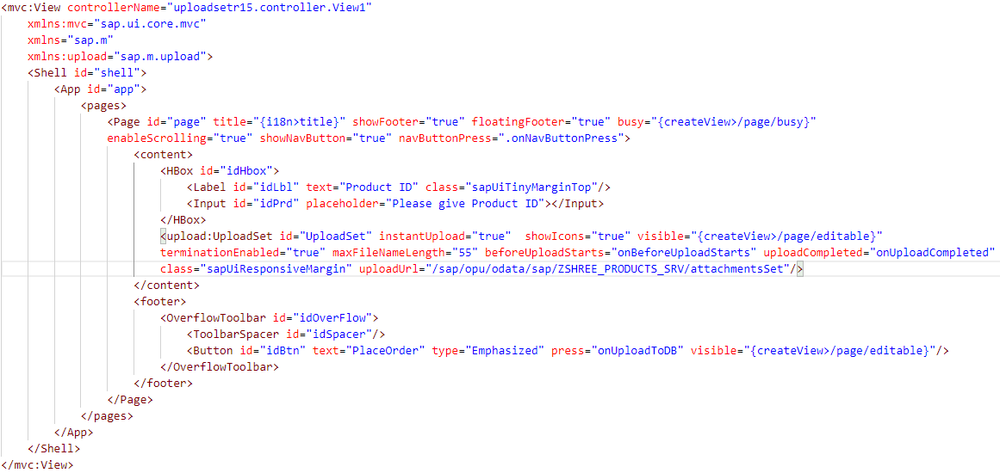 <mvc:View controllerName="uploadsetr15.controller.View1"
xmlns:mvc="sap.ui.core.mvc"
xmlns="sap.m"
xmlns:upload="sap.m.upload">
<Shell id="shell">
<App id="app">
<pages>
<Page id="page" title="{i18n>title}" showFooter="true" floatingFooter="true" busy="{createView>/page/busy}"
enableScrolling="true" showNavButton="true" navButtonPress=".onNavButtonPress">
<content>
<HBox id="idHbox">
<Label id="idLbl" text="Product ID" class="sapUiTinyMarginTop"/>
<Input id="idPrd" placeholder="Please give Product ID"></Input>
</HBox>
<upload:UploadSet id="UploadSet" instantUpload="true"  showIcons="true" visible="{createView>/page/editable}"
terminationEnabled="true" maxFileNameLength="55" beforeUploadStarts="onBeforeUploadStarts" uploadCompleted="onUploadCompleted"
class="sapUiResponsiveMargin" uploadUrl="/sap/opu/odata/sap/ZSHREE_PRODUCTS_SRV/attachmentsSet"/>
</content>
<footer>
<OverflowToolbar id="idOverFlow">
<ToolbarSpacer id="idSpacer"/>
<Button id="idBtn" text="PlaceOrder" type="Emphasized" press="onUploadToDB" visible="{createView>/page/editable}"/>
</OverflowToolbar>
</footer>
</Page>
</pages>
</App>
</Shell>
</mvc:View>